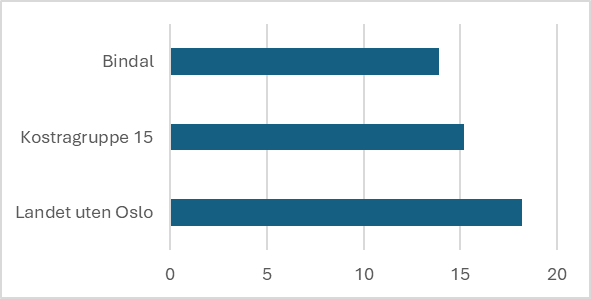 Bindal
Kostragruppe 15
Landet uten Oslo
0 5 10 15 20